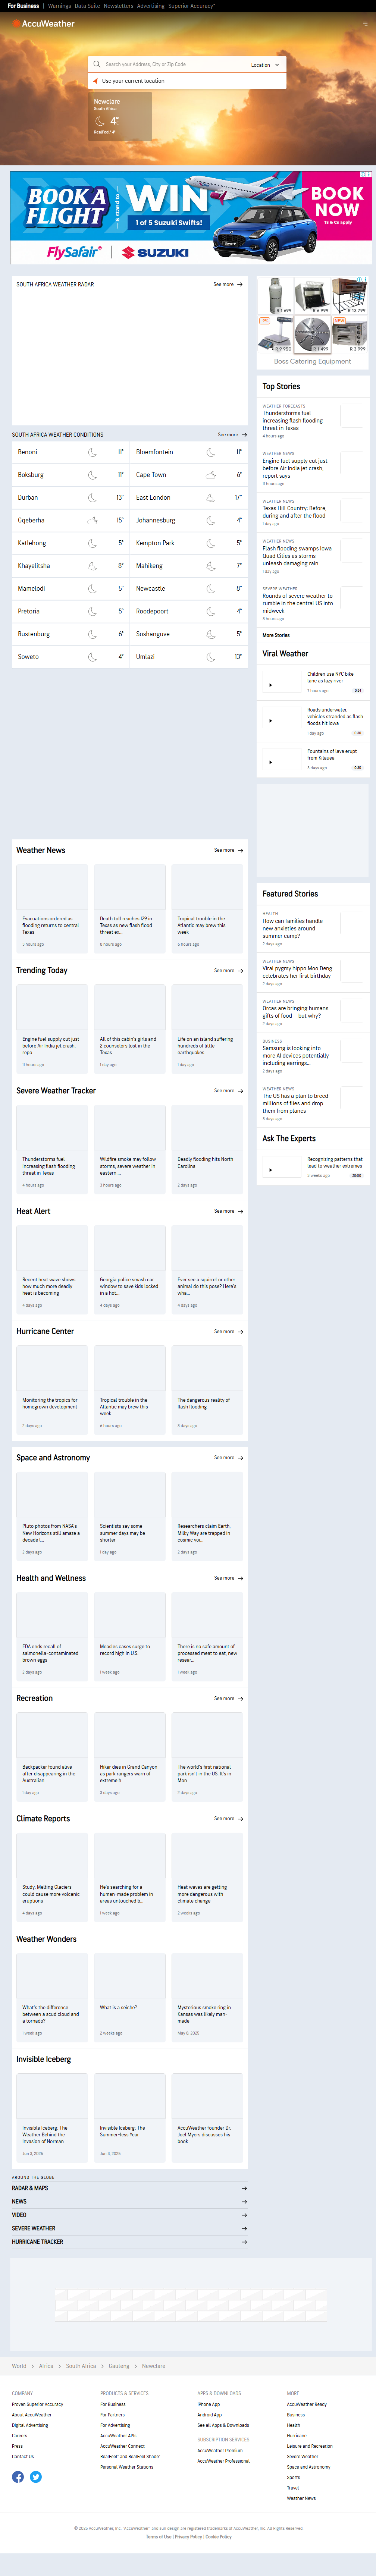 For Business | Warnings Data Suite Newsletters Advertising Superior Accuracy™
AccuWeather
Search your Address, City or Zip Code
Location
Use your current location
Newclare
South Africa
4°
RealFeel® 4°
BOOK A FLIGHT & stand to WIN
1 of 5 Suzuki Swifts!
BOOK NOW
Ts & Cs apply
FlySafair SUZUKI
SOUTH AFRICA WEATHER RADAR
See more
Boss Catering Equipment
SOUTH AFRICA WEATHER CONDITIONS
See more
Benoni 11°
Bloemfontein 11°
Boksburg 11°
Cape Town 6°
Durban 13°
East London 17°
Gqeberha 15°
Johannesburg 4°
Katlehong 5°
Kempton Park 5°
Khayelitsha 8°
Mahikeng 7°
Mamelodi 5°
Newcastle 8°
Pretoria 5°
Roodepoort 4°
Rustenburg 6°
Soshanguve 5°
Soweto 4°
Umlazi 13°
Top Stories
WEATHER FORECASTS
Thunderstorms fuel
increasing flash flooding
threat in Texas
4 hours ago
WEATHER NEWS
Engine fuel supply cut just
before Air India jet crash,
report says
11 hours ago
WEATHER NEWS
Texas Hill Country: Before,
during and after the flood
1 day ago
WEATHER NEWS
Flash flooding swamps Iowa
Quad Cities as storms
unleash damaging rain
1 day ago
SEVERE WEATHER
Rounds of severe weather to
rumble in the central US into
midweek
3 hours ago
More Stories
Viral Weather
Children use NYC bike
lane as lazy river
7 hours ago 0:24
Roads underwater,
vehicles stranded as flash
floods hit Iowa
1 day ago 0:30
Fountains of lava erupt
from Kilauea
3 days ago 0:30
Weather News
See more
Evacuations ordered as
flooding returns to central
Texas
3 hours ago
Death toll reaches 129 in
Texas as new flash flood
threat ex...
8 hours ago
Tropical trouble in the
Atlantic may brew this
week
6 hours ago
Trending Today
See more
Engine fuel supply cut just
before Air India jet crash,
repo...
11 hours ago
All of this cabin's girls and
2 counselors lost in the
Texas...
1 day ago
Life on an island suffering
hundreds of little
earthquakes
1 day ago
Severe Weather Tracker
See more
Thunderstorms fuel
increasing flash flooding
threat in Texas
4 hours ago
Wildfire smoke may follow
storms, severe weather in
eastern ...
3 hours ago
Deadly flooding hits North
Carolina
2 days ago
Heat Alert
See more
Recent heat wave shows
how much more deadly
heat is becoming
4 days ago
Georgia police smash car
window to save kids locked
in a hot...
4 days ago
Ever see a squirrel or other
animal do this pose? Here's
wha...
4 days ago
Hurricane Center
See more
Monitoring the tropics for
homegrown development
2 days ago
Tropical trouble in the
Atlantic may brew this
week
6 hours ago
The dangerous reality of
flash flooding
3 days ago
Featured Stories
HEALTH
How can families handle
new anxieties around
summer camp?
2 days ago
WEATHER NEWS
Viral pygmy hippo Moo Deng
celebrates her first birthday
2 days ago
WEATHER NEWS
Orcas are bringing humans
gifts of food – but why?
2 days ago
BUSINESS
Samsung is looking into
more AI devices potentially
including earrings...
2 days ago
WEATHER NEWS
The US has a plan to breed
millions of flies and drop
them from planes
3 days ago
Ask The Experts
Recognizing patterns that
lead to weather extremes
3 weeks ago
Space and Astronomy
See more
Pluto photos from NASA's
New Horizons still amaze a
decade l...
2 days ago
Scientists say some
summer days may be
shorter
1 day ago
Researchers claim Earth,
Milky Way are trapped in
cosmic voi...
2 days ago
Health and Wellness
See more
FDA ends recall of
salmonella-contaminated
brown eggs
2 days ago
Measles cases surge to
record high in U.S.
1 week ago
There is no safe amount of
processed meat to eat, new
resear...
1 week ago
Recreation
See more
Backpacker found alive
after disappearing in the
Australian ...
1 day ago
Hiker dies in Grand Canyon
as park rangers warn of
extreme h...
3 days ago
The world's first national
park isn't in the US. It's in
Mon...
2 days ago
Climate Reports
See more
Study: Melting Glaciers
could cause more volcanic
eruptions
4 days ago
He's searching for a
human-made problem in
areas untouched b...
1 week ago
Heat waves are getting
more dangerous with
climate change
2 weeks ago
Weather Wonders
What's the difference
between a scud cloud and
a tornado?
1 week ago
What is a seiche?
2 weeks ago
Mysterious smoke ring in
Kansas was likely man-
made
May 9, 2025
Invisible Iceberg
Invisible Iceberg: The
Weather Behind the
Invasion of Norman...
Jun 3, 2025
Invisible Iceberg: The
Summer-less Year
Jun 3, 2025
AccuWeather founder Dr.
Joel Myers discusses his
book
AROUND THE GLOBE
RADAR & MAPS
NEWS
VIDEO
SEVERE WEATHER
HURRICANE TRACKER
World > Africa > South Africa > Gauteng > Newclare
COMPANY
Proven Superior Accuracy
About AccuWeather
Digital Advertising
Careers
Press
Contact Us
PRODUCTS & SERVICES
For Business
For Partners
For Advertising
AccuWeather APIs
AccuWeather Connect
RealFeel® and RealFeel Shade™
Personal Weather Stations
APPS & DOWNLOADS
iPhone App
Android App
See all Apps & Downloads
SUBSCRIPTION SERVICES
AccuWeather Premium
AccuWeather Professional
MORE
AccuWeather Ready
Business
Health
Hurricane
Leisure and Recreation
Severe Weather
Space and Astronomy
Sports
Travel
Weather News
© 2025 AccuWeather, Inc. "AccuWeather" and sun design are registered trademarks of AccuWeather, Inc. All Rights Reserved.
Terms of Use | Privacy Policy | Cookie Policy